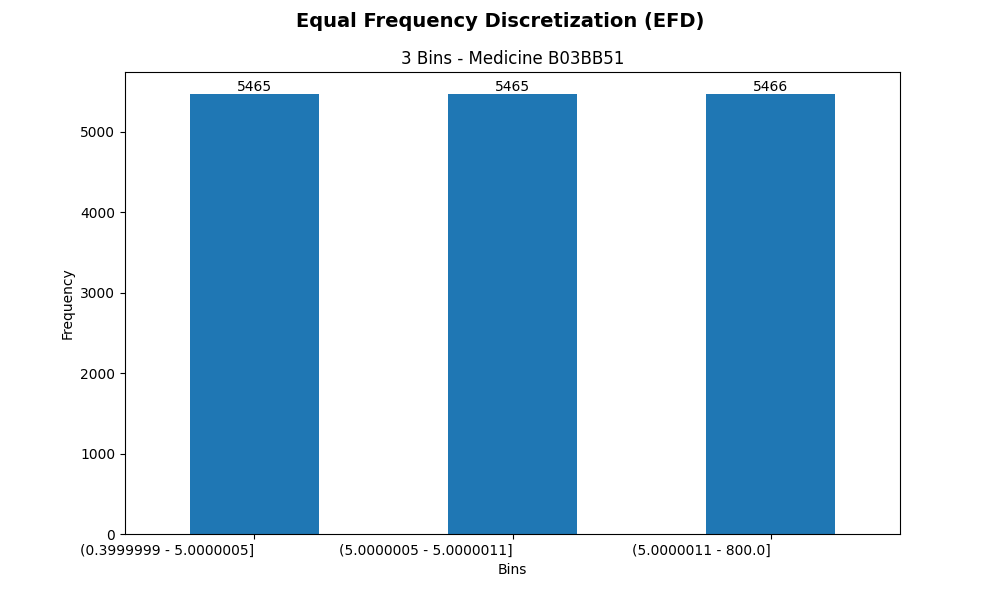 Equal Frequency Discretization (EFD)
3 Bins - Medicine B03BB51
5465 5465 5466
5000
4000
3000
2000
1000
0
Frequency
(0.3999999 - 5.0000005] (5.0000005 - 5.0000011] (5.0000011 - 800.0]
Bins